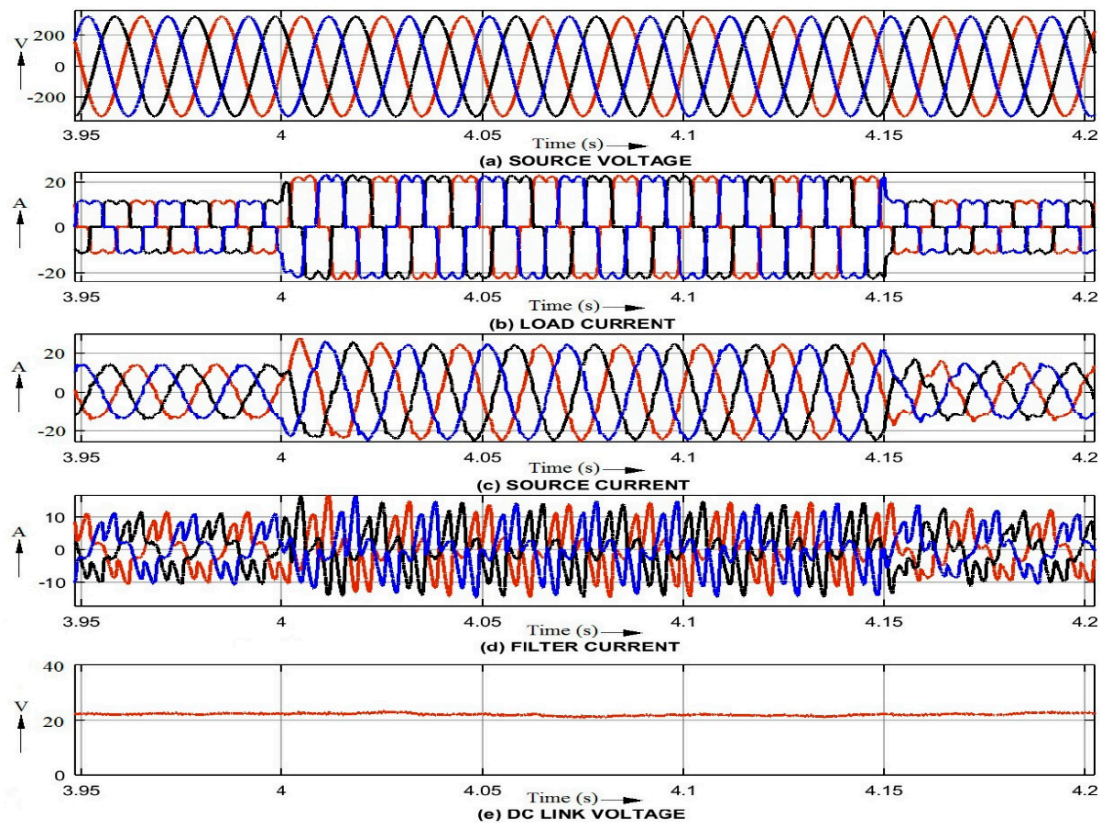 200
V
0
-200
3.95 4 4.05 4.1 4.15 4.2
Time (s)
(a) SOURCE VOLTAGE
20
A
0
-20
3.95 4 4.05 4.1 4.15 4.2
Time (s)
(b) LOAD CURRENT
20
A
0
-20
3.95 4 4.05 4.1 4.15 4.2
Time (s)
(c) SOURCE CURRENT
10
A
0
-10
3.95 4 4.05 4.1 4.15 4.2
Time (s)
(d) FILTER CURRENT
40
V
20
0
3.95 4 4.05 4.1 4.15 4.2
Time (s)
(e) DC LINK VOLTAGE